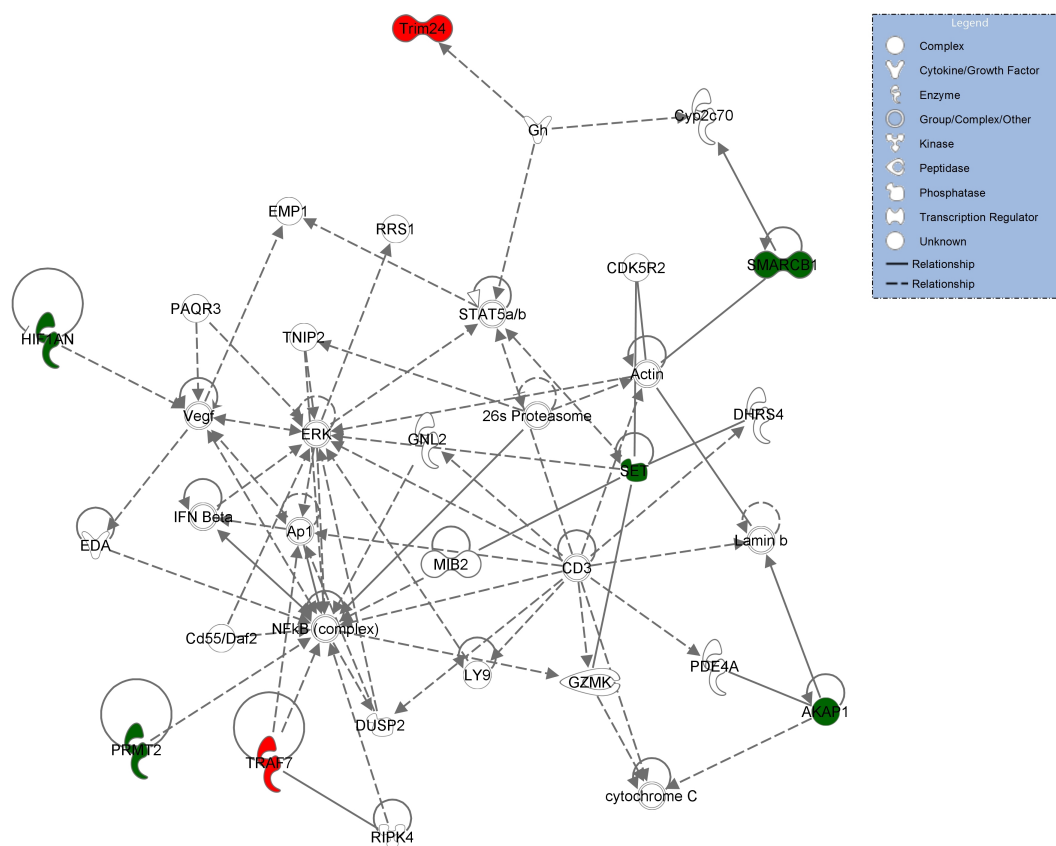 Trim24
Legend
Complex
Cytokine/Growth Factor
Enzyme
Group/Complex/Other
Kinase
Peptidase
Phosphatase
Transcription Regulator
Unknown
Relationship
Relationship
Gh
Cyp2c70
EMP1
RRS1
SMARCB1
CDK5R2
PAQR3
STAT5a/b
HIF1AN
TNIP2
Actin
Vegf
26s Proteasome
DHRS4
ERK
GNL2
SET
IFN Beta
Ap1
EDA
Lamin b
MIB2
CD3
NFkB (complex)
Cd55/Daf2
PDE4A
LY9
GZMK
AKAP1
DUSP2
PRMT2
TRAF7
cytochrome C
RIPK4